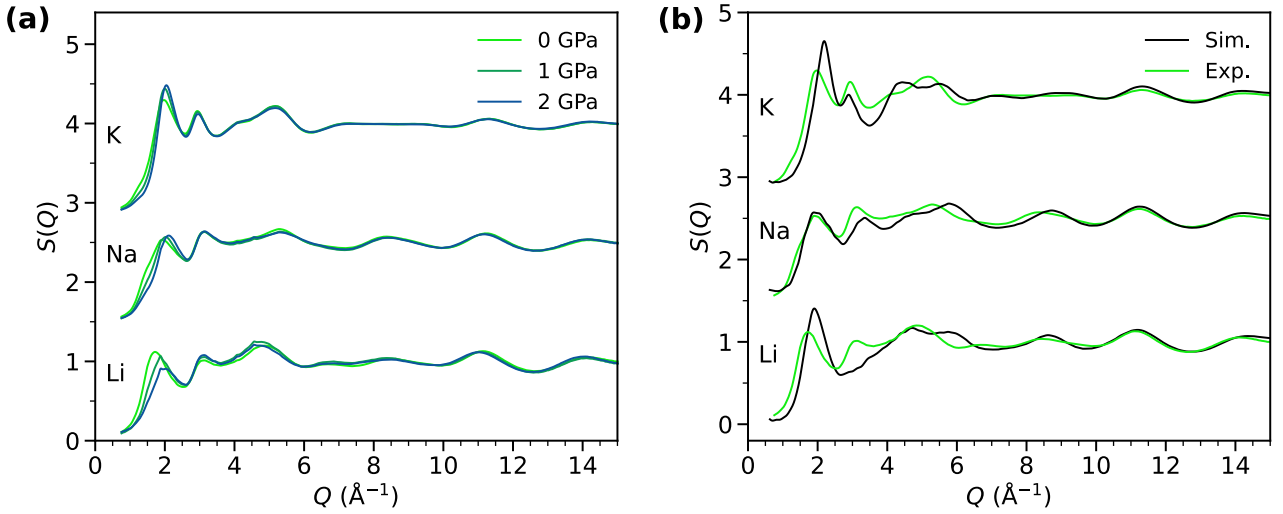 (a)
0 GPa
1 GPa
2 GPa
K
Na
Li
S(Q)
0
1
2
3
4
5
0 2 4 6 8 10 12 14
Q (Å⁻¹)
(b)
Sim.
Exp.
K
Na
Li
S(Q)
0
1
2
3
4
5
0 2 4 6 8 10 12 14
Q (Å⁻¹)